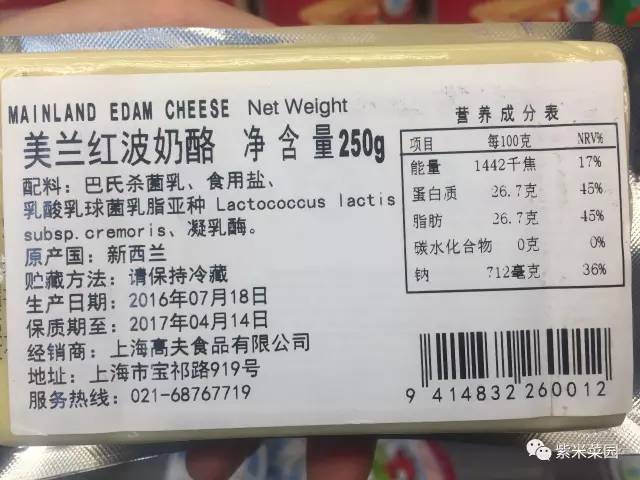 MAINLAND EDAM CHEESE Net Weight
美兰红波奶酪 净含量250g
配料：巴氏杀菌乳、食用盐、
乳酸乳球菌乳脂亚种 Lactococcus lactis
subsp.cremoris、凝乳酶。
原产国：新西兰
贮藏方法：请保持冷藏
生产日期：2016年07月18日
保质期至：2017年04月14日
经销商：上海高夫食品有限公司
地址：上海市宝祁路919号
服务热线：021-68767719
营养成分表
项目 每100克 NRV%
能量 1442千焦 17%
蛋白质 26.7克 45%
脂肪 26.7克 45%
碳水化合物 0克 0%
钠 712毫克 36%
9 414832 260012
紫米菜园